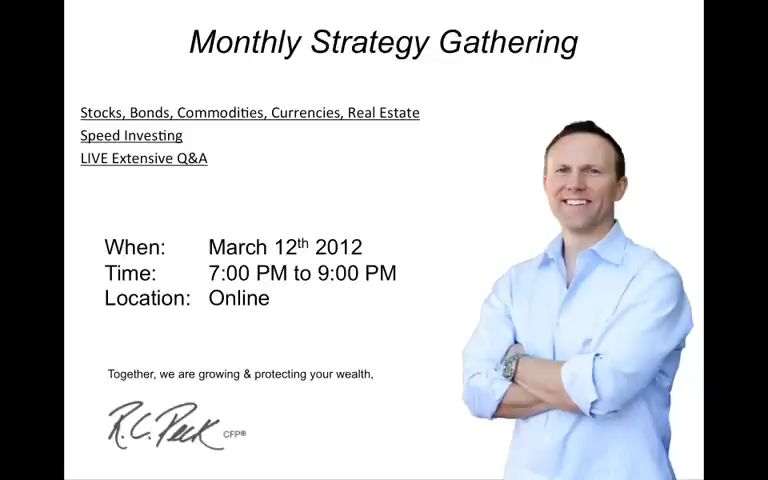 Monthly Strategy Gathering
Stocks, Bonds, Commodities, Currencies, Real Estate
Speed Investing
LIVE Extensive Q&A
When: March 12th 2012
Time: 7:00 PM to 9:00 PM
Location: Online
Together, we are growing & protecting your wealth,
R.C. Peck CFP®